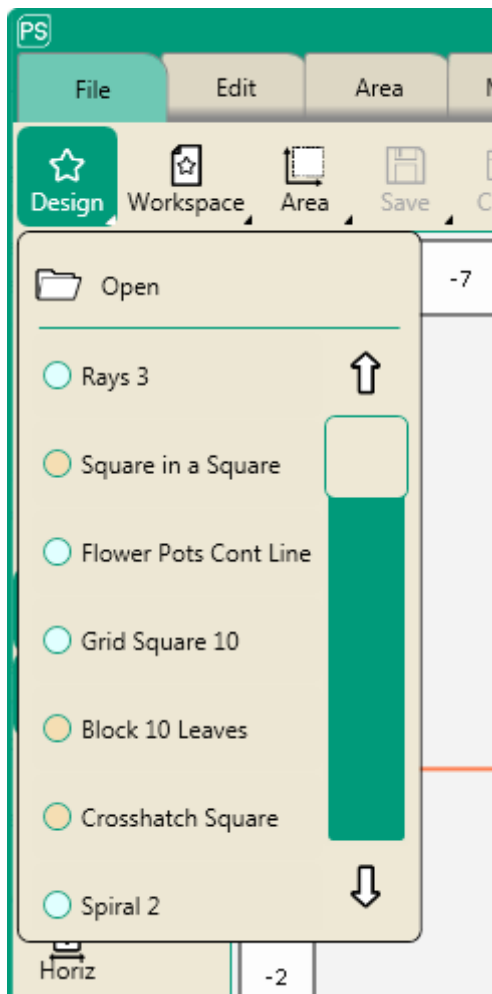 PS
File Edit Area
Design Workspace Area Save
Open
-7
Rays 3
Square in a Square
Flower Pots Cont Line
Grid Square 10
Block 10 Leaves
Crosshatch Square
Spiral 2
Horiz
-2